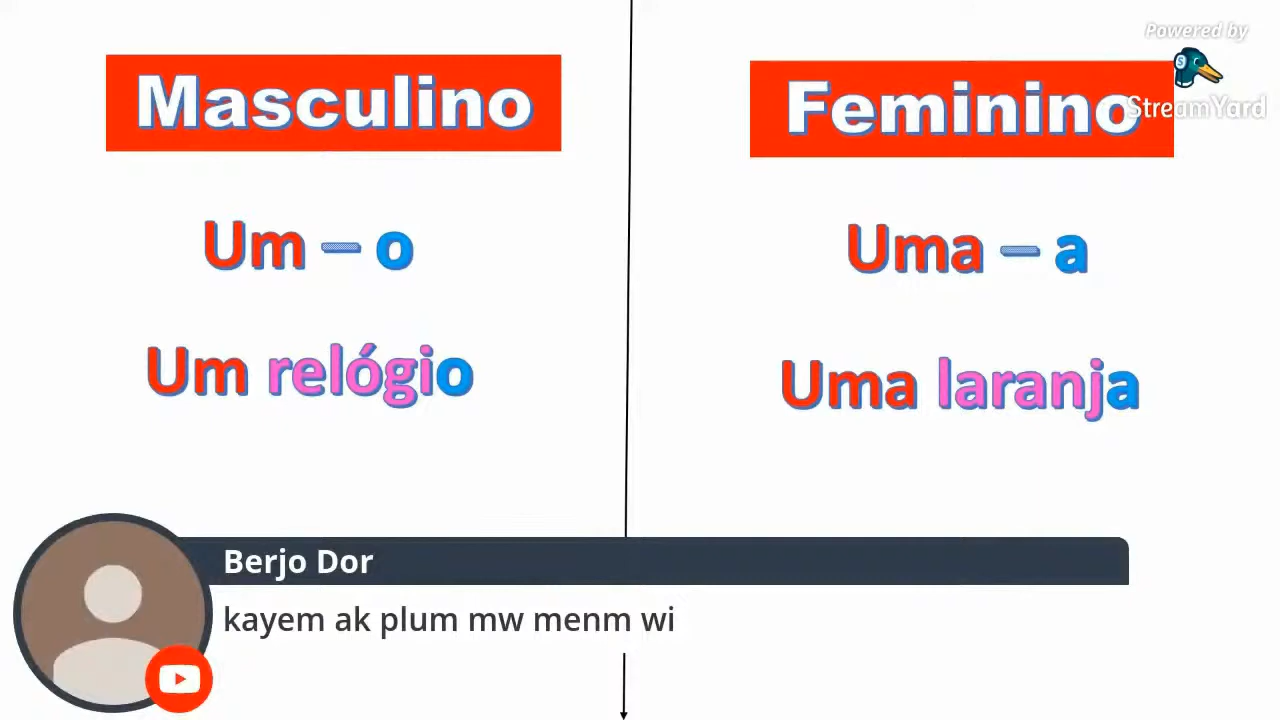 Masculino
Um – o
Um relógio
Feminino
Uma – a
Uma laranja
Powered by
StreamYard
Berjo Dor
kayem ak plum mw menm wi